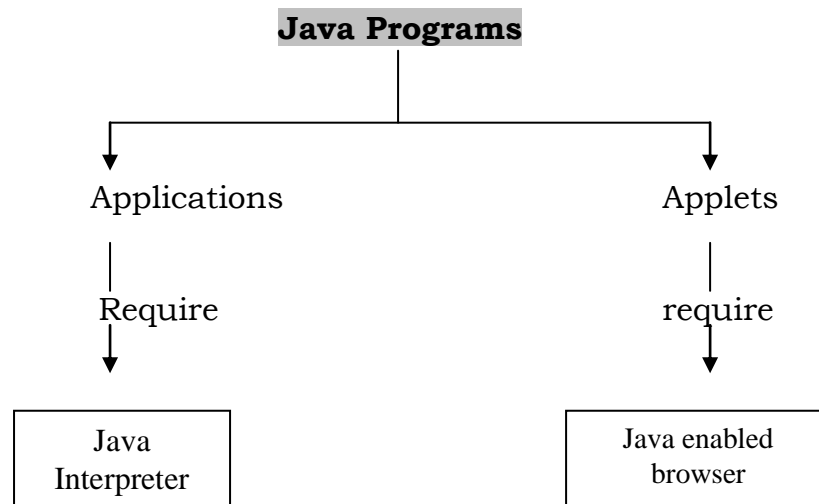 Java Programs
Applications
Applets
Require
require
Java
Interpreter
Java enabled
browser